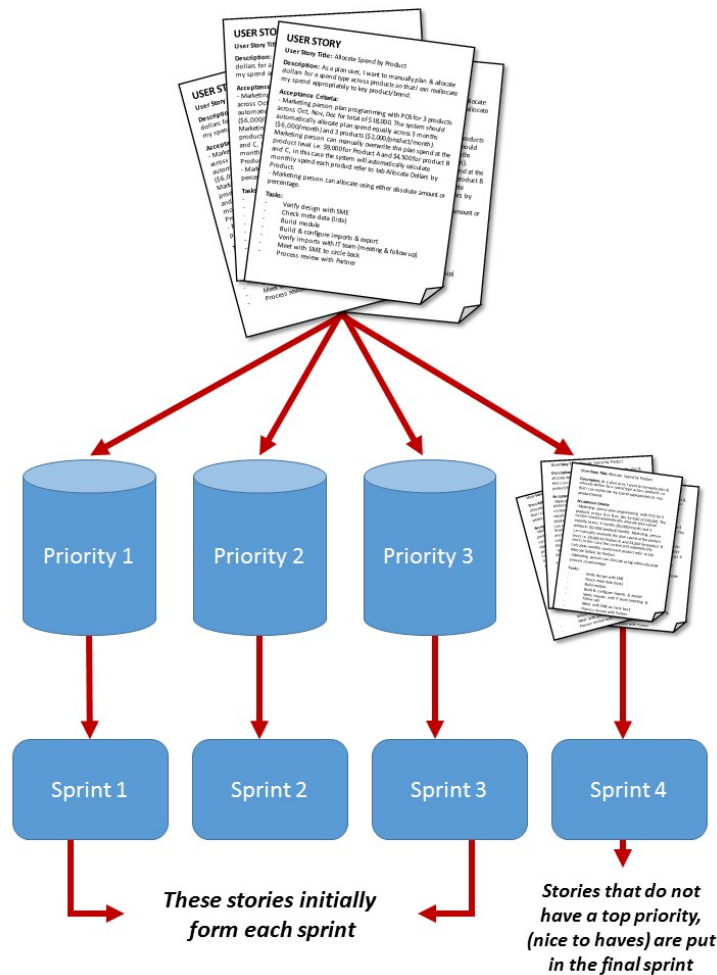 USER STORY
User Story Title: Allocate Spend by Product
Description: As a plan user, I want to manually plan & allocate
dollars for a spend type across products so that I can reallocate
my spend appropriately to key product/brand.
Acceptance Criteria:
- Marketing person plan programming with POS for 3 products
across Oct, Nov, Dec for total of $18,000. The system should
automatically allocate plan spend equally across 3 months
($6,000/month) and 3 products ($2,000/product/month).
Marketing person can manually overwrite the plan spend at the
product level i.e. $9,000 for Product A and $4,500 for product B
and C, in this case the system will automatically calculate
monthly spend each product refer to tab Allocate Dollars by
Product.
- Marketing person can allocate using either absolute amount or
percentage.
Tasks:
- Verify design with SME
- Check meta data (lists)
- Build module
- Build & configure imports & export
- Verify imports with IT team (meeting & follow up)
- Meet with SME to circle back
- Process review with Partner
Priority 1
Priority 2
Priority 3
Sprint 1
Sprint 2
Sprint 3
Sprint 4
These stories initially
form each sprint
Stories that do not
have a top priority,
(nice to haves) are put
in the final sprint